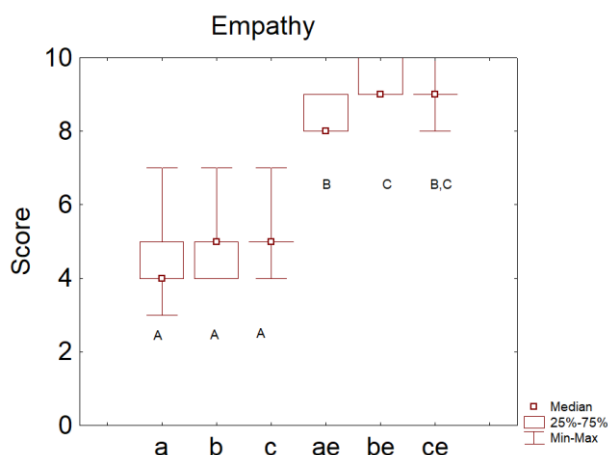 Empathy
10
8
6
4
2
0
Score
B C B,C
A A A
a b c ae be ce
Median
25%-75%
Min-Max